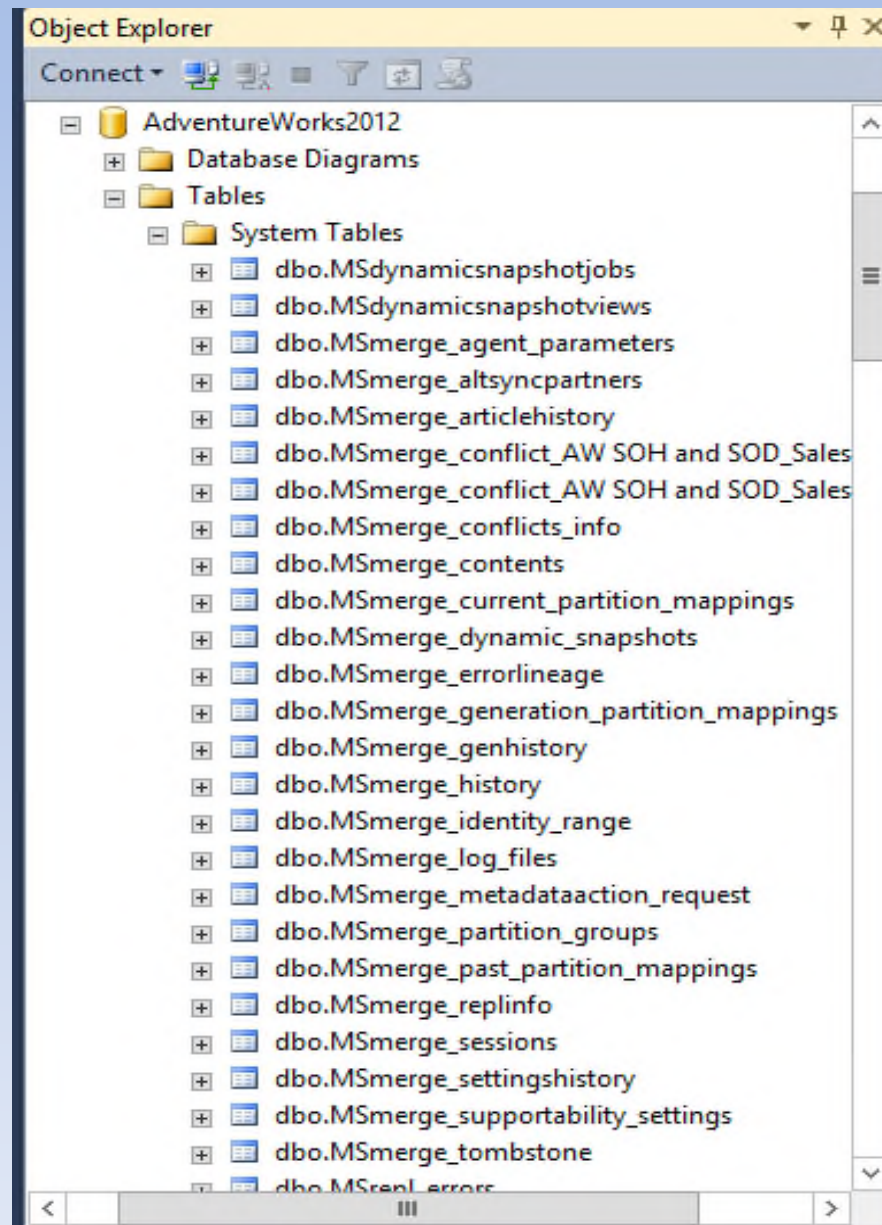 Object Explorer
Connect
AdventureWorks2012
Database Diagrams
Tables
System Tables
dbo.MSdynamicsnapshotjobs
dbo.MSdynamicsnapshotviews
dbo.MSmerge_agent_parameters
dbo.MSmerge_altsyncpartners
dbo.MSmerge_articlehistory
dbo.MSmerge_conflict_AW SOH and SOD_Sales
dbo.MSmerge_conflict_AW SOH and SOD_Sales
dbo.MSmerge_conflicts_info
dbo.MSmerge_contents
dbo.MSmerge_current_partition_mappings
dbo.MSmerge_dynamic_snapshots
dbo.MSmerge_errorlineage
dbo.MSmerge_generation_partition_mappings
dbo.MSmerge_genhistory
dbo.MSmerge_history
dbo.MSmerge_identity_range
dbo.MSmerge_log_files
dbo.MSmerge_metadataaction_request
dbo.MSmerge_partition_groups
dbo.MSmerge_past_partition_mappings
dbo.MSmerge_replinfo
dbo.MSmerge_sessions
dbo.MSmerge_settingshistory
dbo.MSmerge_supportability_settings
dbo.MSmerge_tombstone
dbo.MSrepl_errors